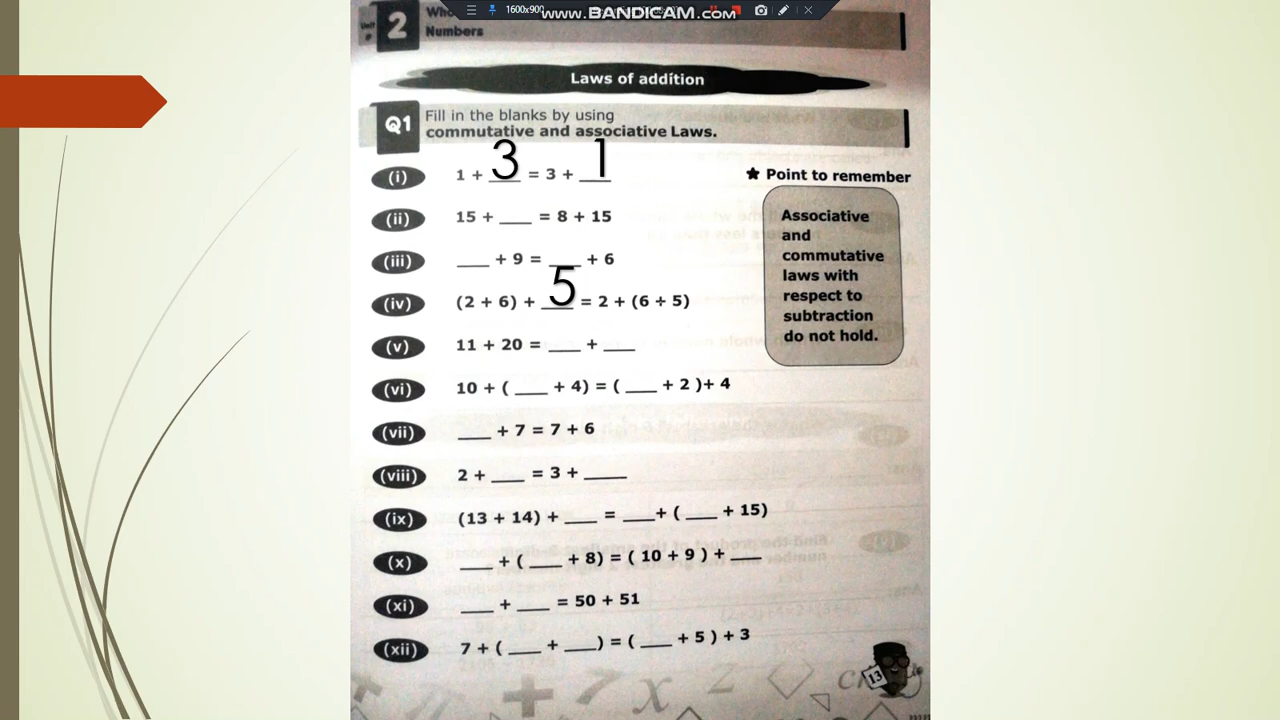 1600x900 www.BANDICAM.com
2
Numbers
Laws of addition
Q1 Fill in the blanks by using
commutative and associative Laws.
(i) 1 + 3 = 3 + 1
★ Point to remember
Associative
and
commutative
laws with
respect to
subtraction
do not hold.
(ii) 15 + ___ = 8 + 15
(iii) ___ + 9 = ___ + 6
(iv) (2 + 6) + 5 = 2 + (6 + 5)
(v) 11 + 20 = ___ + ___
(vi) 10 + ( ___ + 4) = ( ___ + 2 )+ 4
(vii) ___ + 7 = 7 + 6
(viii) 2 + ___ = 3 + ____
(ix) (13 + 14) + ___ = ___+ ( ___ + 15)
(x) ___ + ( ___ + 8) = ( 10 + 9 ) + ___
(xi) ___ + ___ = 50 + 51
(xii) 7 + ( ___ + ___) = ( ___ + 5 ) + 3
13